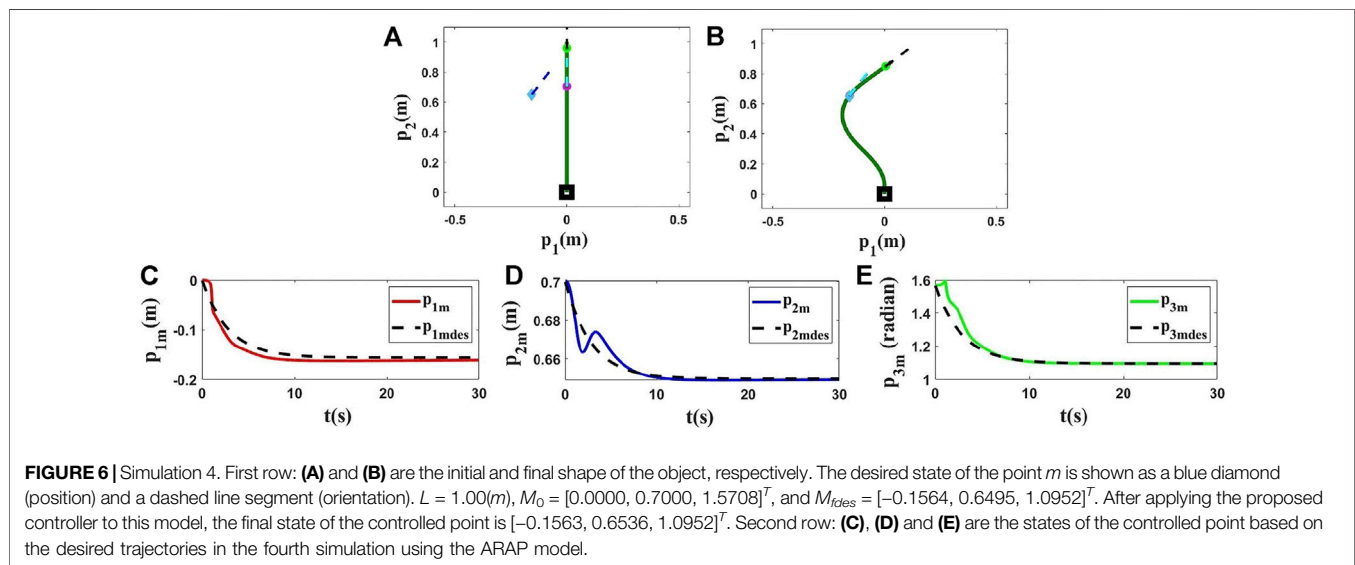 A
B
1
0.8
0.6
0.4
0.2
0
p2(m)
-0.5
0
0.5
p1(m)
1
0.8
0.6
0.4
0.2
0
p2(m)
-0.5
0
0.5
p1(m)
C
D
E
0
-0.1
-0.2
p1m(m)
p1m
p1mdes
0
10
20
30
t(s)
0.7
0.68
0.66
p2m(m)
p2m
p2mdes
0
10
20
30
t(s)
1.6
1.4
1.2
1
p3m (radian)
p3m
p3mdes
0
10
20
30
t(s)
FIGURE 6 | Simulation 4. First row: (A) and (B) are the initial and final shape of the object, respectively. The desired state of the point m is shown as a blue diamond
(position) and a dashed line segment (orientation). L = 1.00(m), M0 = [0.0000, 0.7000, 1.5708]T, and Mfdes = [−0.1564, 0.6495, 1.0952]T. After applying the proposed
controller to this model, the final state of the controlled point is [−0.1563, 0.6536, 1.0952]T. Second row: (C), (D) and (E) are the states of the controlled point based on
the desired trajectories in the fourth simulation using the ARAP model.